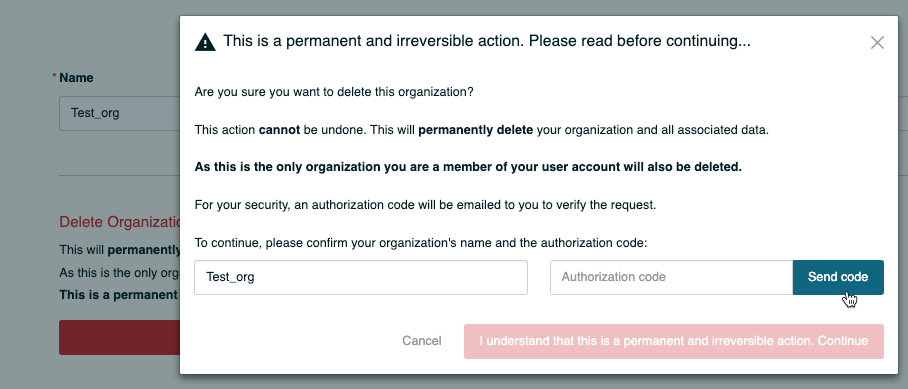 This is a permanent and irreversible action. Please read before continuing...
* Name
Test_org
Are you sure you want to delete this organization?
This action cannot be undone. This will permanently delete your organization and all associated data.
As this is the only organization you are a member of your user account will also be deleted.
For your security, an authorization code will be emailed to you to verify the request.
Delete Organizatio
This will permanently
To continue, please confirm your organization's name and the authorization code:
As this is the only orga
Test_org
Authorization code
Send code
This is a permanent
Cancel
I understand that this is a permanent and irreversible action. Continue